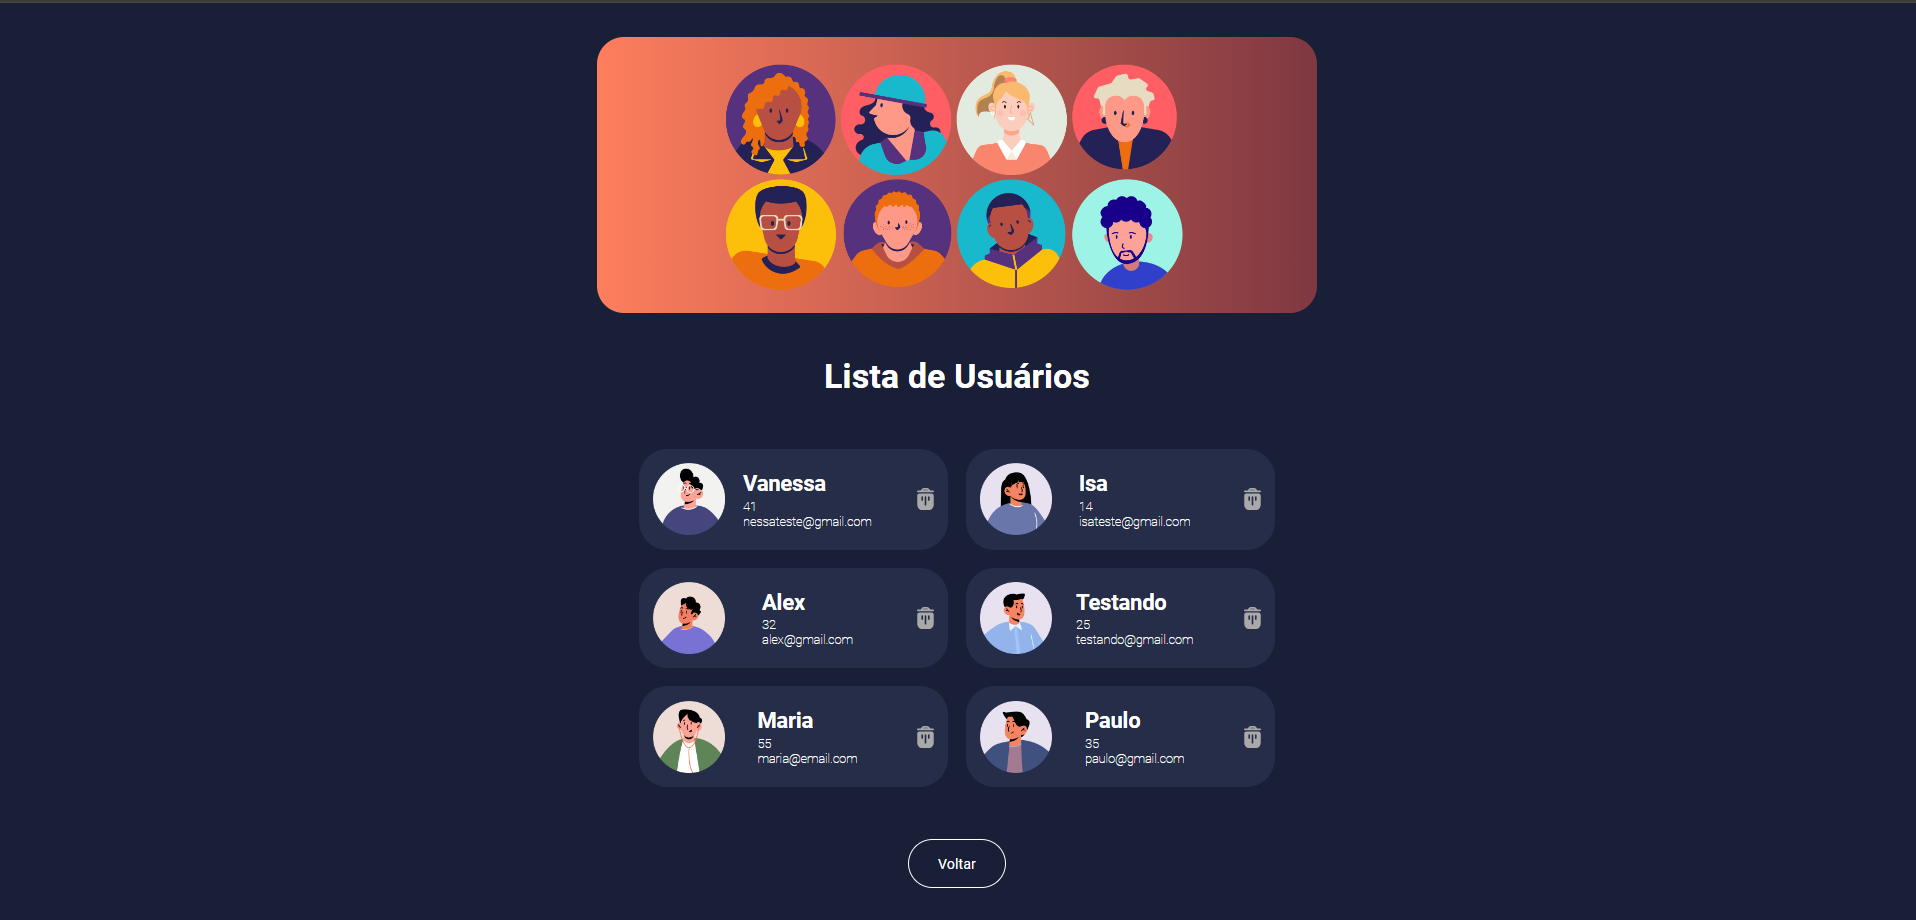 Lista de Usuários
Vanessa
41
nessateste@gmail.com
Isa
14
isateste@gmail.com
Alex
32
alex@gmail.com
Testando
25
testando@gmail.com
Maria
55
maria@email.com
Paulo
35
paulo@gmail.com
Voltar